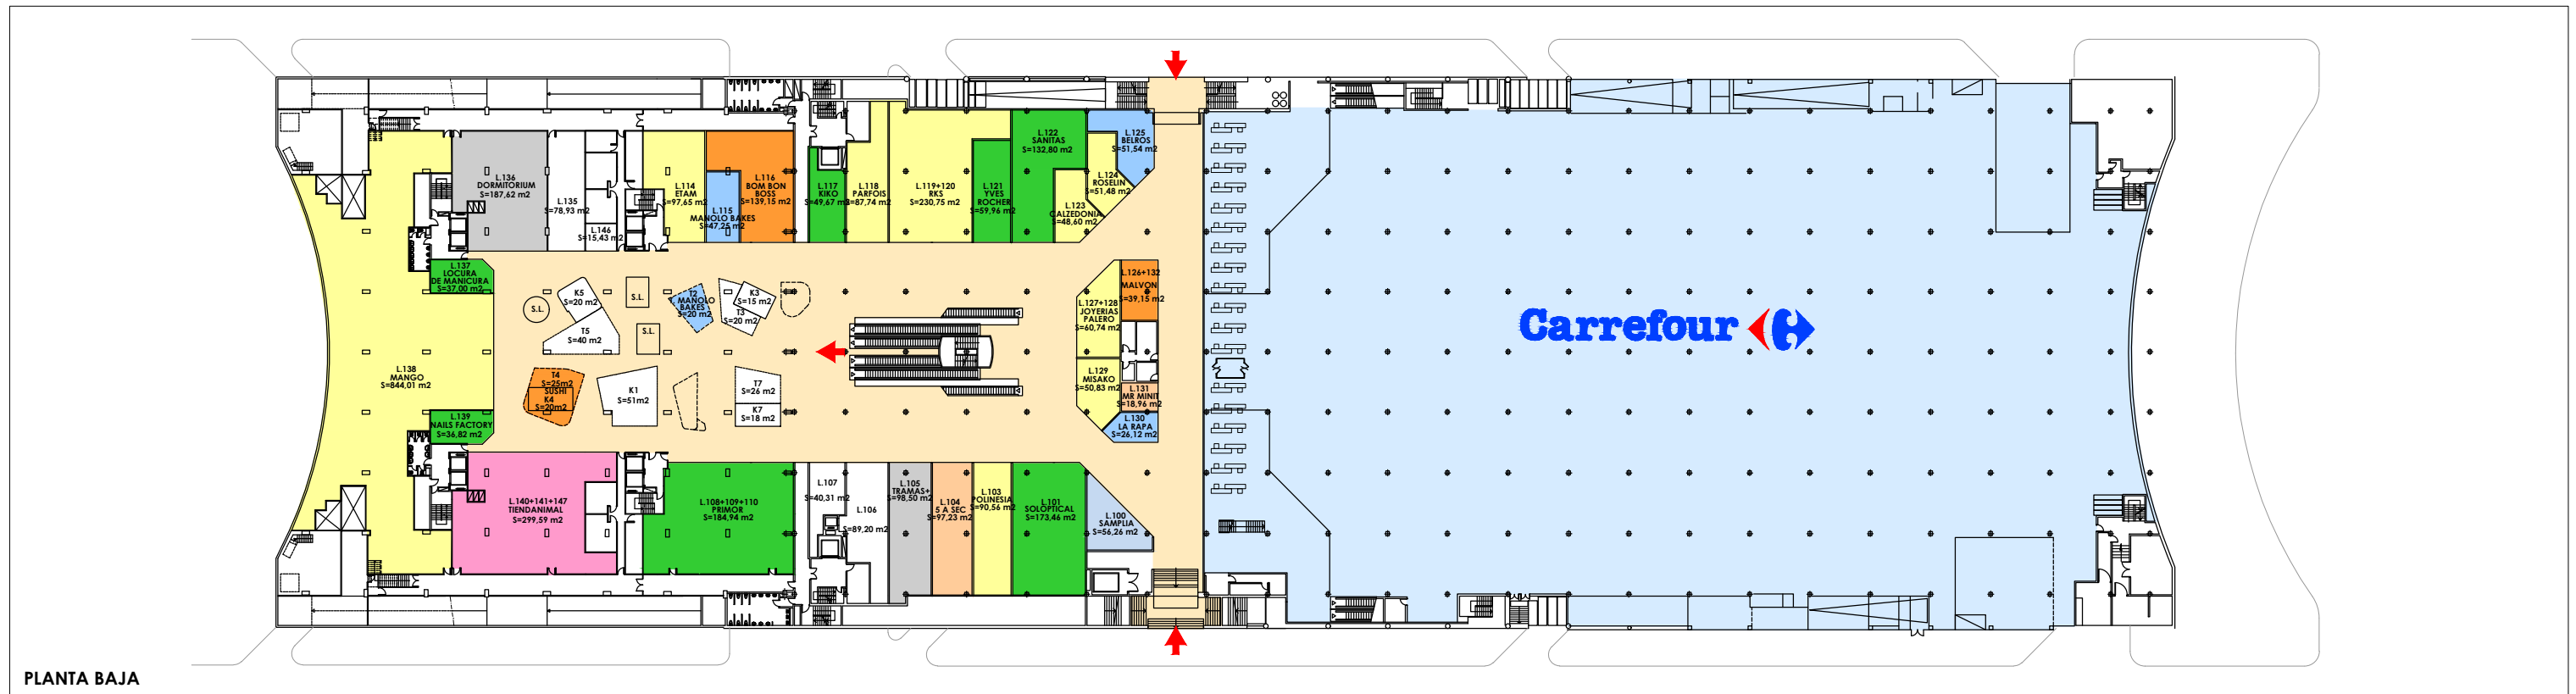 L.136
DORMITORIUM
S=187,62 m2
L.135
S=78,93 m2
L.146
S=15,43 m2
L.114
ETAM
S=97,65 m2
L.115
MANOLO BAKES
S=47,25 m2
L.116
BOM BON
BOSS
S=139,15 m2
L.117
KIKO
S=49,67 m2
L.118
PARFOIS
S=87,74 m2
L.119+120
RKS
S=230,75 m2
L.121
YVES
ROCHER
S=59,96 m2
L.122
SANITAS
S=132,80 m2
L.123
CALZEDONIA
S=48,60 m2
L.124
ROSELIN
S=51,48 m2
L.125
BELROS
S=51,54 m2
L.137
LOCURA
DE MANICURA
S=37,00 m2
S.L.
K5
S=20 m2
T5
S=40 m2
S.L.
S.L.
T2
MANOLO
BAKES
S=20 m2
K3
S=15 m2
T3
S=20 m2
L.126+132
MALVON
S=39,15 m2
L.127+128
JOYERIAS
PALERO
S=60,74 m2
Carrefour
L.138
MANGO
S=844,01 m2
T4
S=25m2
SUSHI
K4
S=20m2
K1
S=51m2
T7
S=26 m2
K7
S=18 m2
L.129
MISAKO
S=50,83 m2
L.131
MR MINIT
S=18,96 m2
L.130
LA RAPA
S=26,12 m2
L.139
NAILS FACTORY
S=36,82 m2
L.140+141+147
TIENDANIMAL
S=299,59 m2
L.108+109+110
PRIMOR
S=184,94 m2
L.107
S=40,31 m2
L.106
S=89,20 m2
L.105
TRAMAS+
S=98,50 m2
L.104
5 A SEC
S=97,23 m2
L.103
POLINESIA
S=90,56 m2
L.101
SOLOPTICAL
S=173,46 m2
L.100
SAMPLIA
S=56,26 m2
PLANTA BAJA